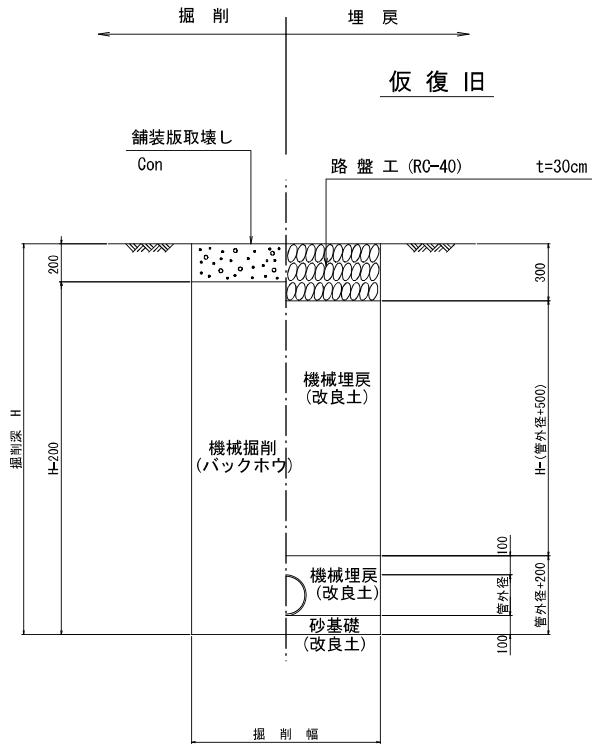 掘 削
埋 戻
仮 復 旧
舗装版取壊し
Con
路 盤 工 (RC-40) t=30cm
200
300
機械埋戻
(改良土)
掘削深 H
H-200
機械掘削
(バックホウ)
H-(管外径+500)
100
機械埋戻
(改良土)
管外径
管外径+200
砂基礎
(改良土)
100
掘 削 幅